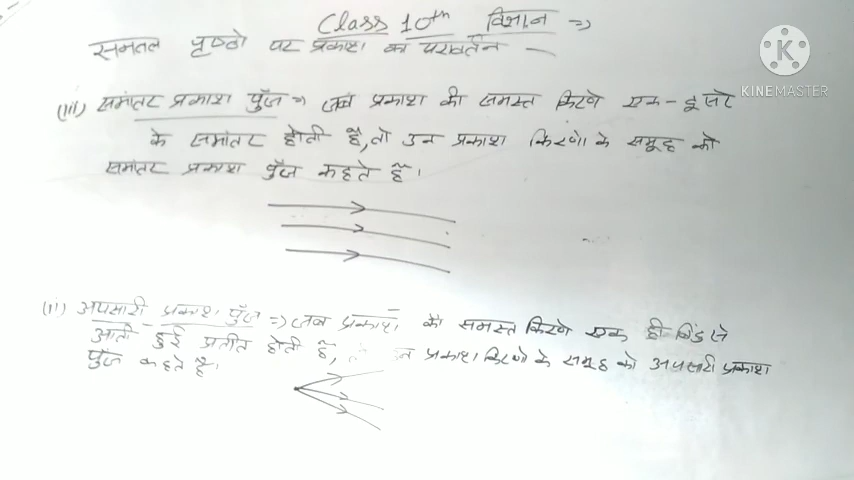 Class 10th विज्ञान ⇒
समतल पृष्ठो पर प्रकाश का परावर्तन –
KINEMASTER
(iii) समांतर प्रकाश पुँज ⇒ जब प्रकाश की समस्त किरणे एक-दूसरे
के समांतर होती है, तो उन प्रकाश किरणो के समूह को
समांतर प्रकाश पुँज कहते हैं।
(ii) अपसारी प्रकाश पुँज ⇒ जब प्रकाश की समस्त किरणे एक ही बिंदु से
आती हुई प्रतीत होती हैं, उन प्रकाश किरणो के समूह को अपसारी प्रकाश
पुँज कहते है।